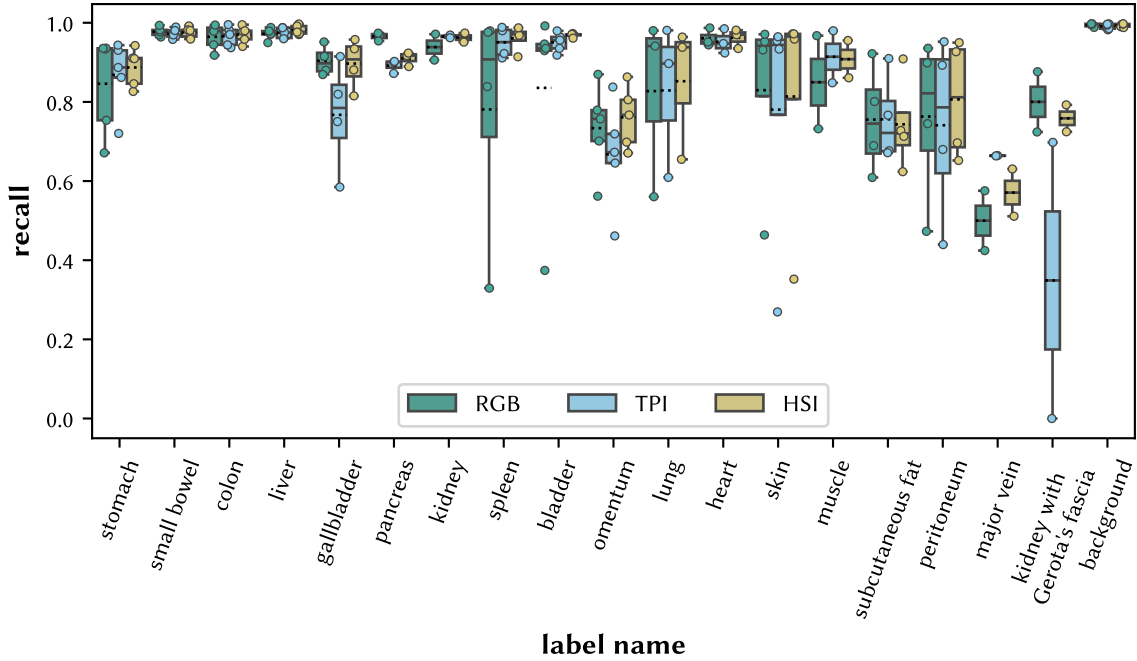 1.0
0.8
0.6
0.4
0.2
0.0
recall
RGB
TPI
HSI
stomach
small bowel
colon
liver
gallbladder
pancreas
kidney
spleen
bladder
omentum
lung
heart
skin
muscle
subcutaneous fat
peritoneum
major vein
kidney with
Gerota's fascia
background
label name